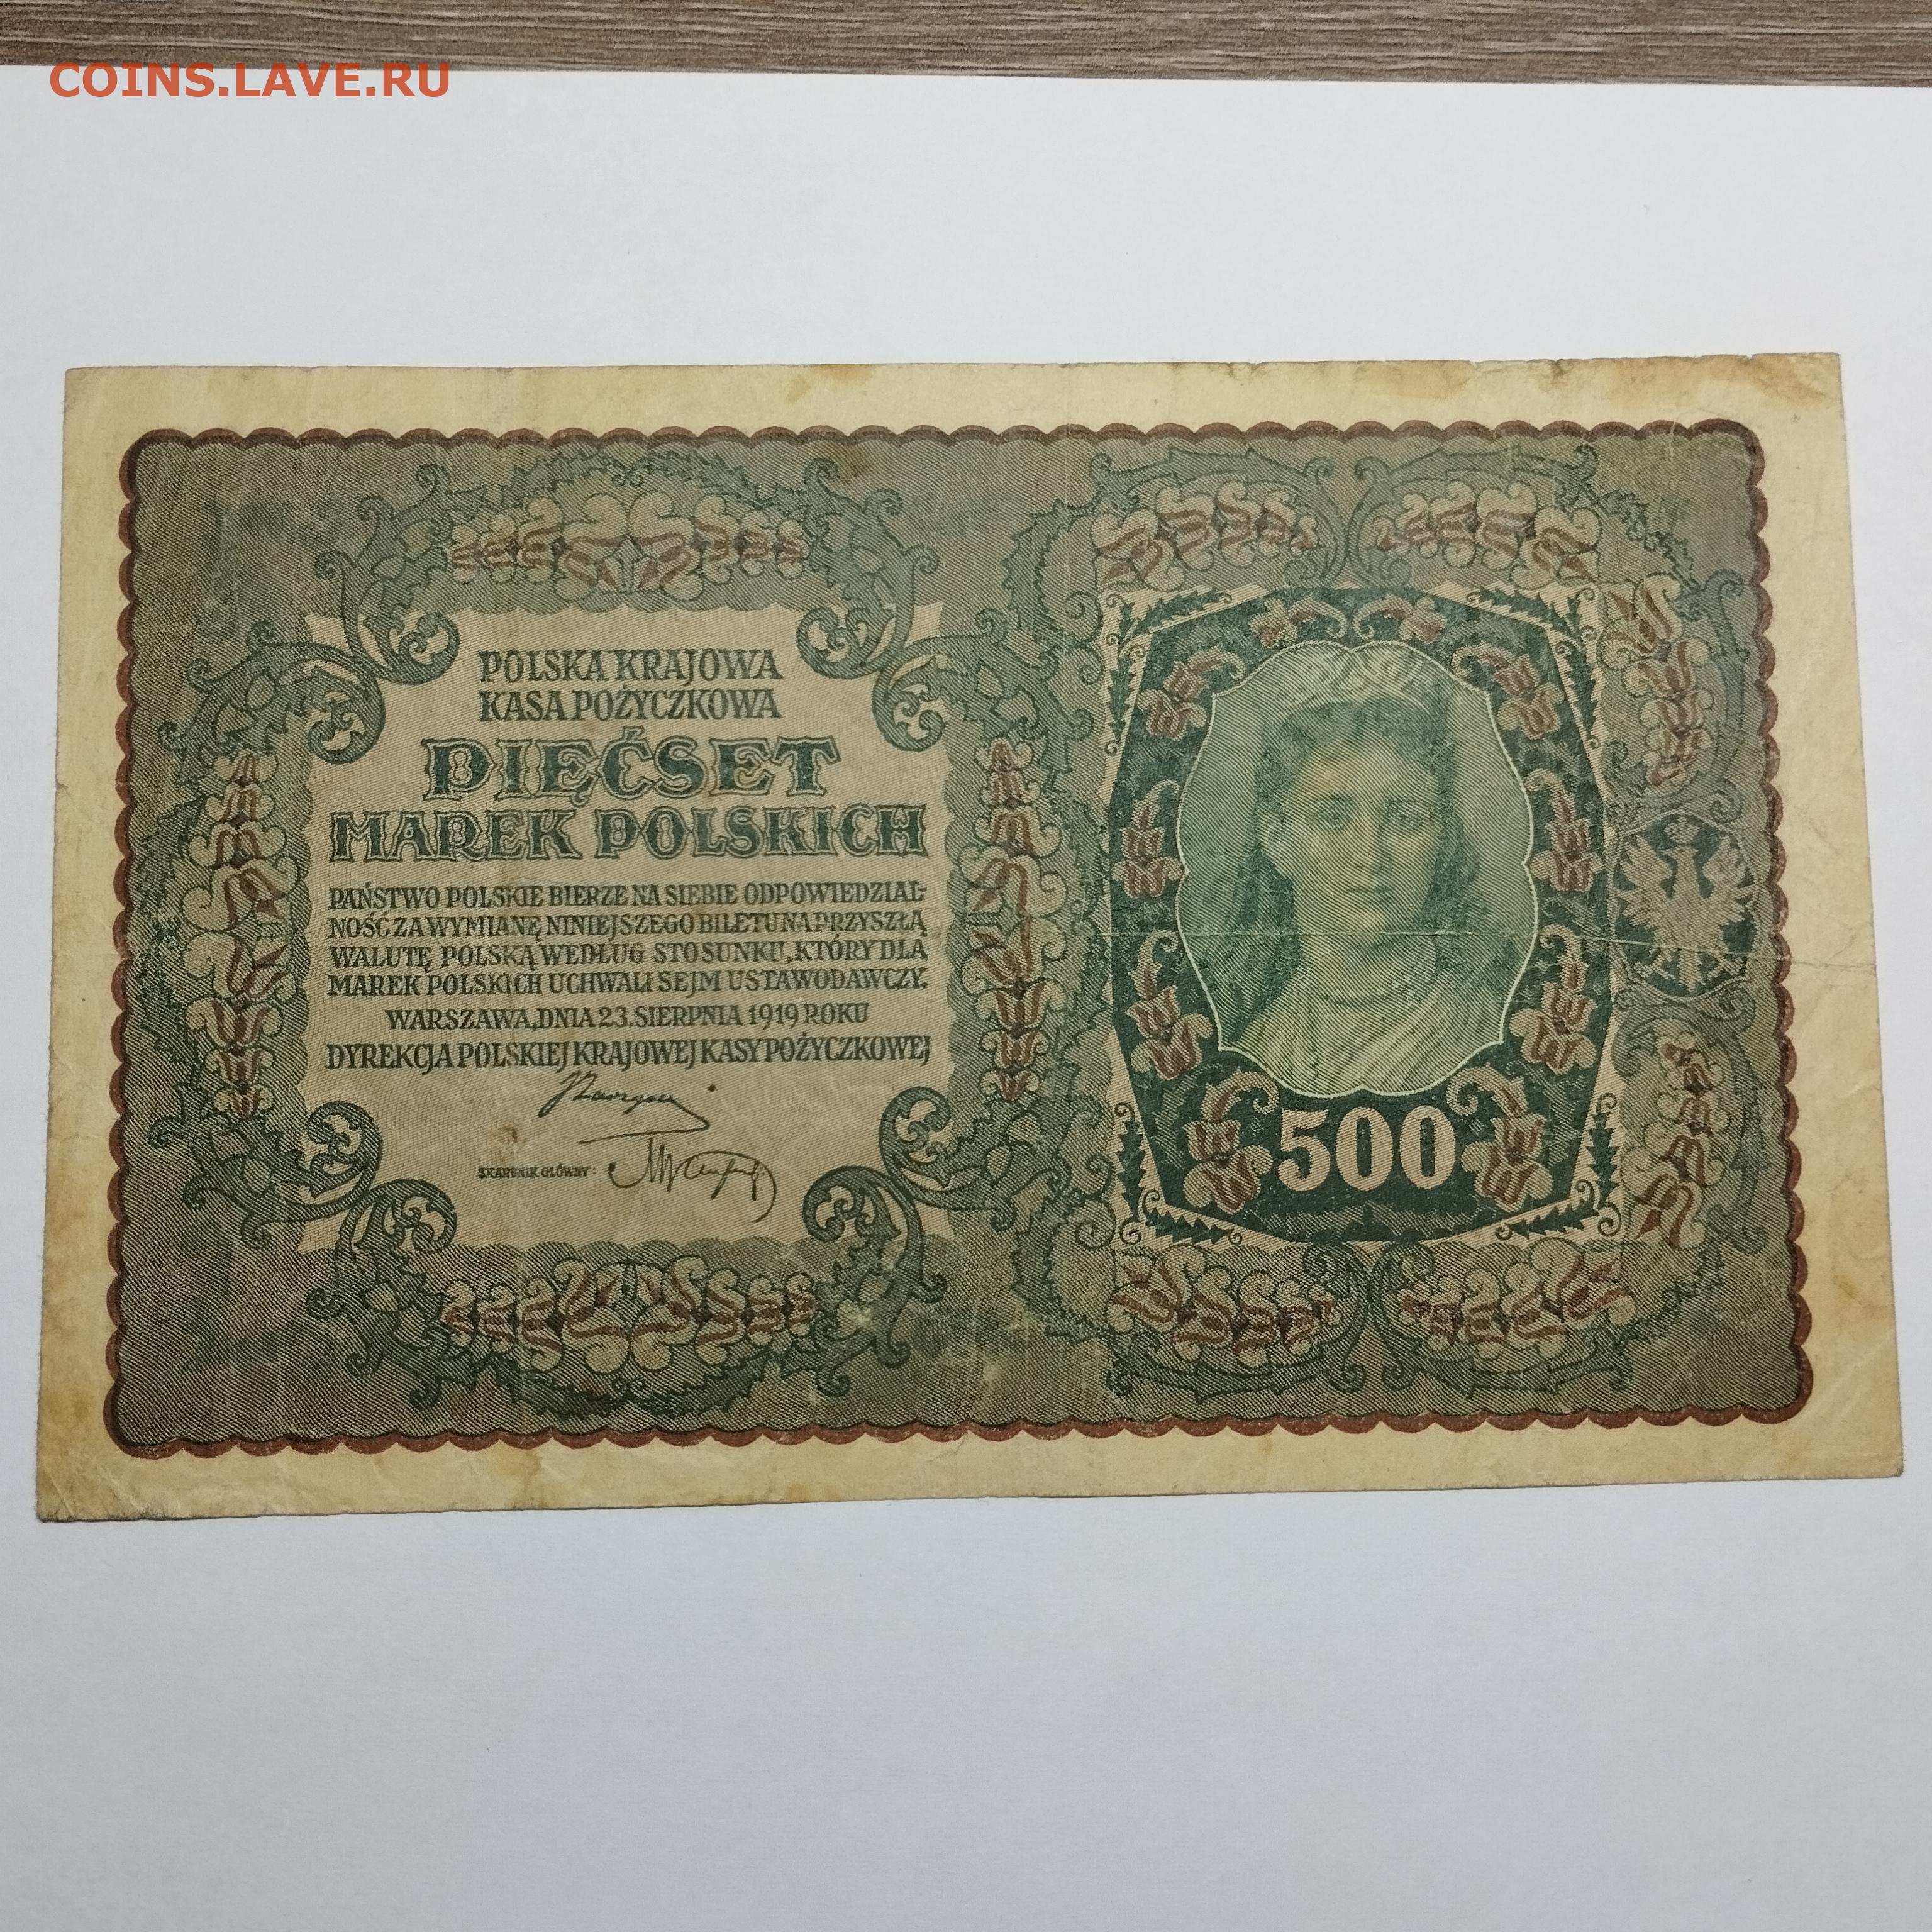 COINS.LAVE.RU
POLSKA KRAJOWA
KASA POŻYCZKOWA
PIĘĆSET
MAREK POLSKICH
PAŃSTWO POLSKIE BIERZE NA SIEBIE ODPOWIEDZIAL-
NOŚĆ ZA WYMIANĘ NINIEJSZEGO BILETU NA PRZYSZŁĄ
WALUTĘ POLSKĄ WEDŁUG STOSUNKU, KTÓRY DLA
MAREK POLSKICH UCHWALI SEJM USTAWODAWCZY.
WARSZAWA, DNIA 23. SIERPNIA 1919 ROKU
DYREKCJA POLSKIEJ KRAJOWEJ KASY POŻYCZKOWEJ
SKARBNIK GŁÓWNY:
500